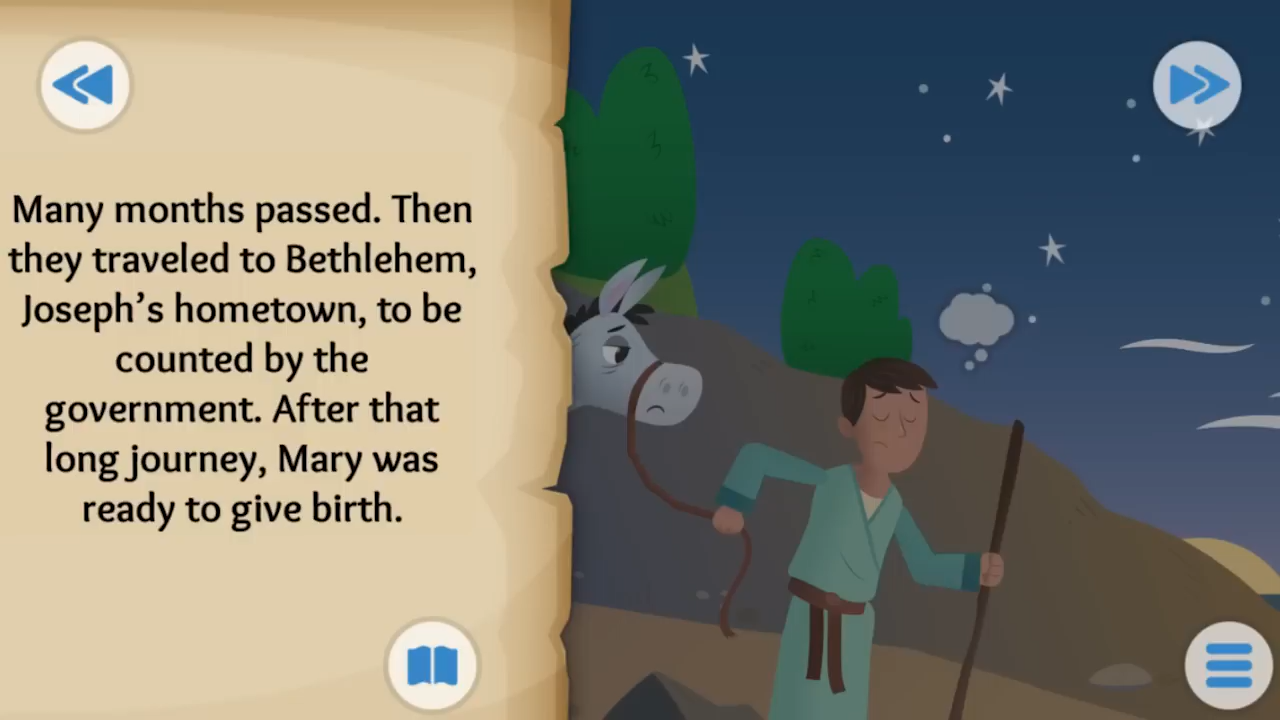 Many months passed. Then
they traveled to Bethlehem,
Joseph’s hometown, to be
counted by the
government. After that
long journey, Mary was
ready to give birth.